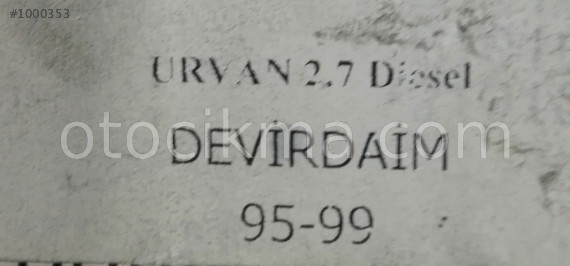 #1000353
URVAN 2.7 Diesel
otocikma.com
DEVİRDAİM
95-99